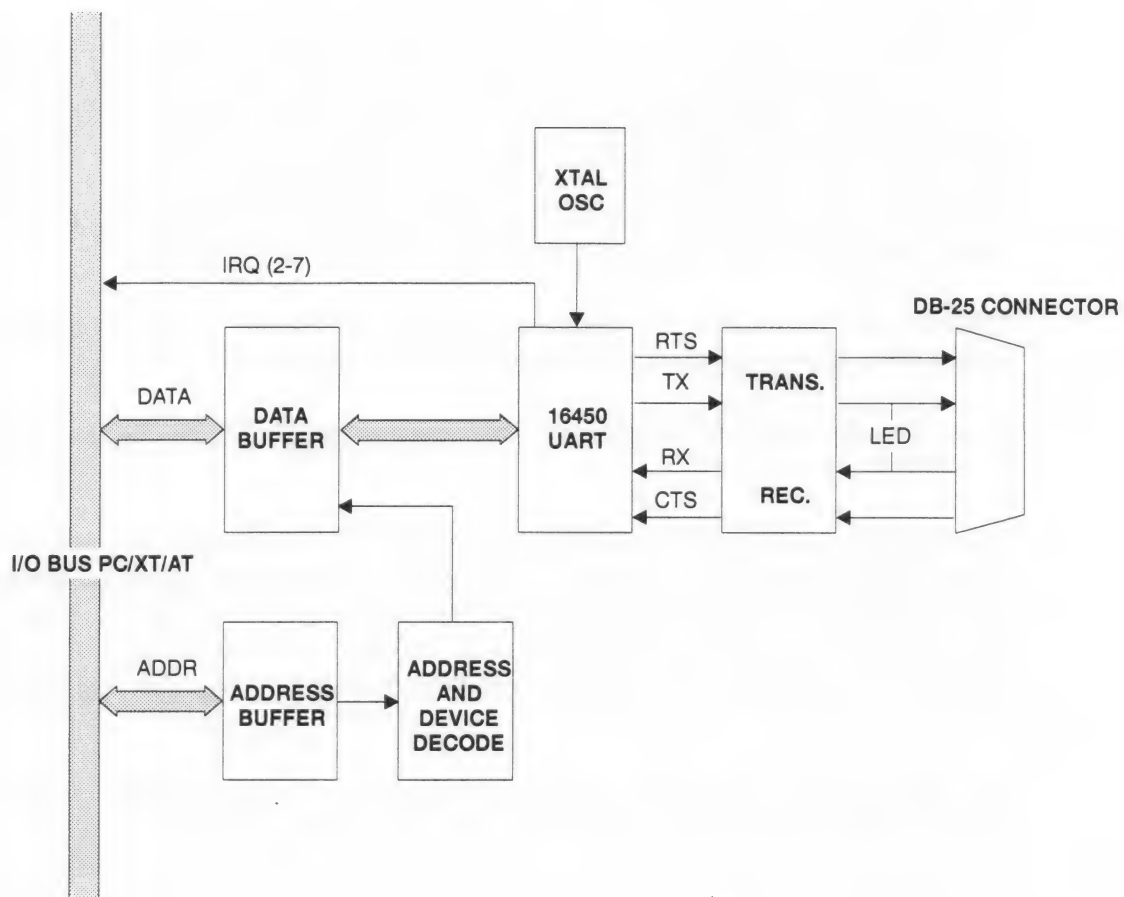 XTAL
OSC
IRQ (2-7)
DB-25 CONNECTOR
RTS
TX
TRANS.
DATA
DATA
BUFFER
16450
UART
LED
RX
CTS
REC.
I/O BUS PC/XT/AT
ADDR
ADDRESS
BUFFER
ADDRESS
AND
DEVICE
DECODE